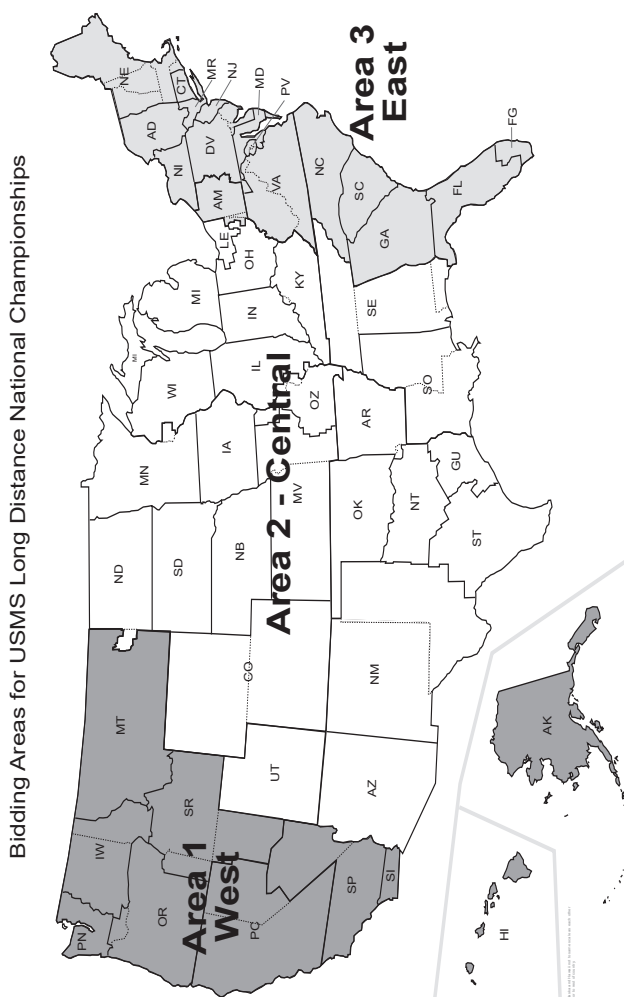 Bidding Areas for USMS Long Distance National Championships
Area 1
West
Area 2 - Central
Area 3
East
PN
IW
MT
OR
SR
PC
SP
SI
UT
AZ
CO
NM
ND
SD
NB
MN
IA
MV
OK
NT
ST
GU
AR
OZ
SO
SE
WI
MI
MI
IL
IN
OH
LE
KY
AM
NI
AD
NE
CT
MR
NJ
MD
PV
DV
VA
NC
SC
GA
FL
FG
AK
HI